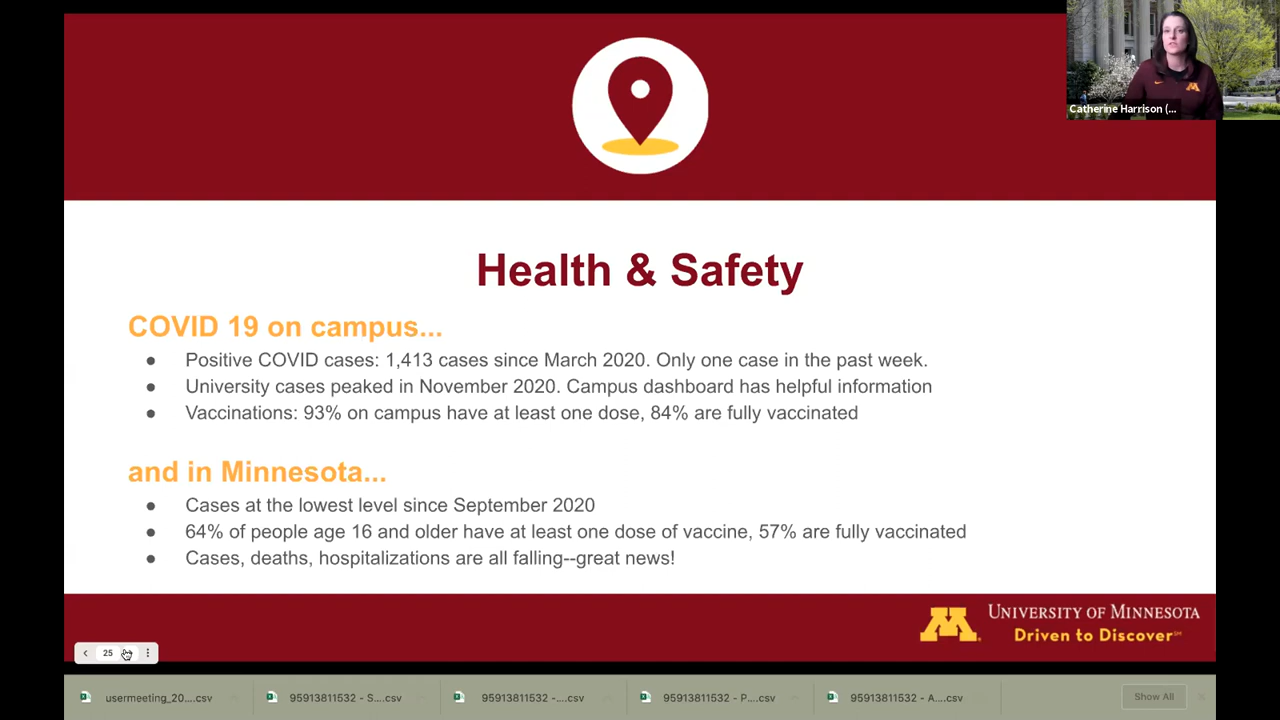 Catherine Harrison (...
Health & Safety
COVID 19 on campus...
● Positive COVID cases: 1,413 cases since March 2020. Only one case in the past week.
● University cases peaked in November 2020. Campus dashboard has helpful information
● Vaccinations: 93% on campus have at least one dose, 84% are fully vaccinated
and in Minnesota...
● Cases at the lowest level since September 2020
● 64% of people age 16 and older have at least one dose of vaccine, 57% are fully vaccinated
● Cases, deaths, hospitalizations are all falling--great news!
M
UNIVERSITY OF MINNESOTA
Driven to Discover℠
25
usermeeting_20....csv
95913811532 - S....csv
95913811532 -....csv
95913811532 - P....csv
95913811532 - A....csv
Show All